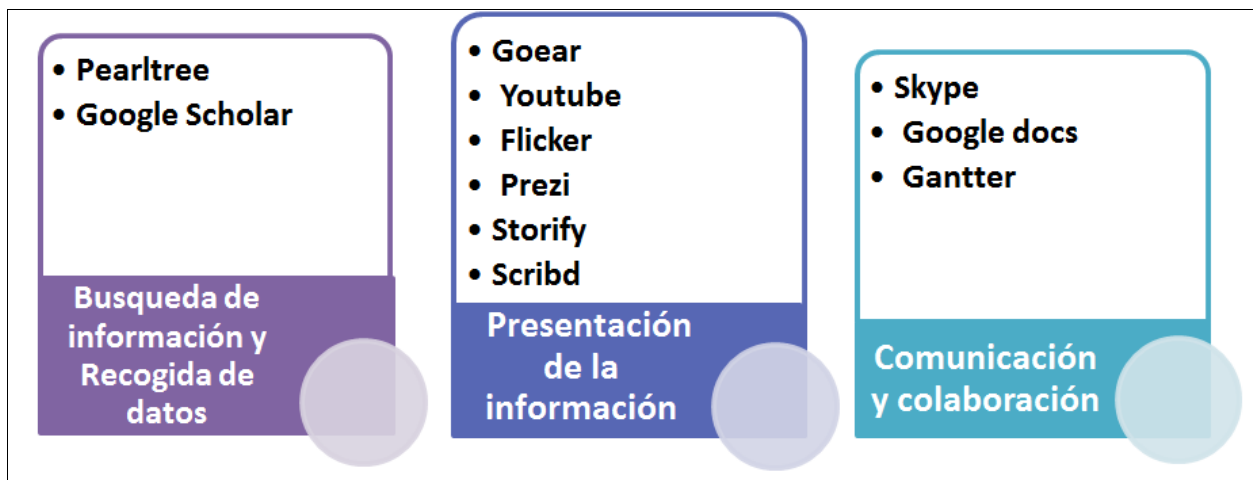 • Pearltree
• Google Scholar
Busqueda de
información y
Recogida de
datos
• Goear
• Youtube
• Flicker
• Prezi
• Storify
• Scribd
Presentación
de la
información
• Skype
• Google docs
• Gantter
Comunicación
y colaboración